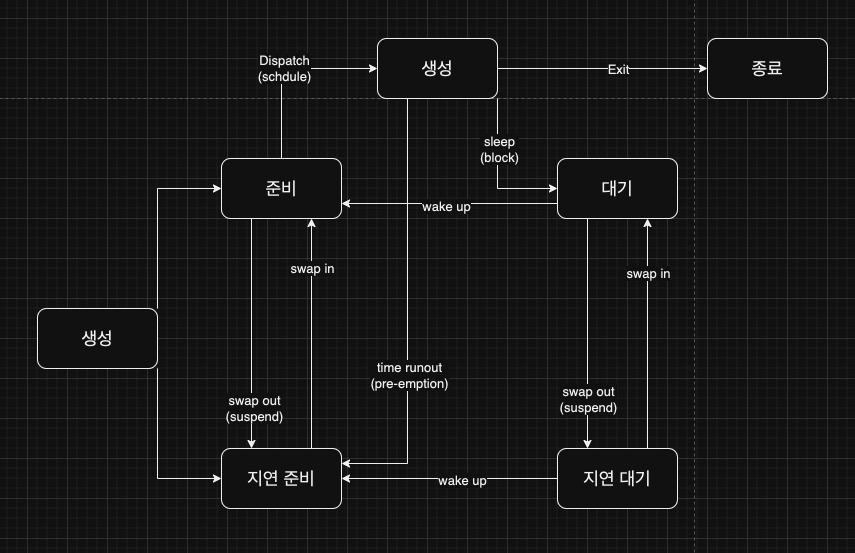 Dispatch
(schdule)
생성
Exit
종료
sleep
(block)
준비
대기
wake up
swap in
swap in
생성
time runout
(pre-emption)
swap out
(suspend)
swap out
(suspend)
지연 준비
wake up
지연 대기